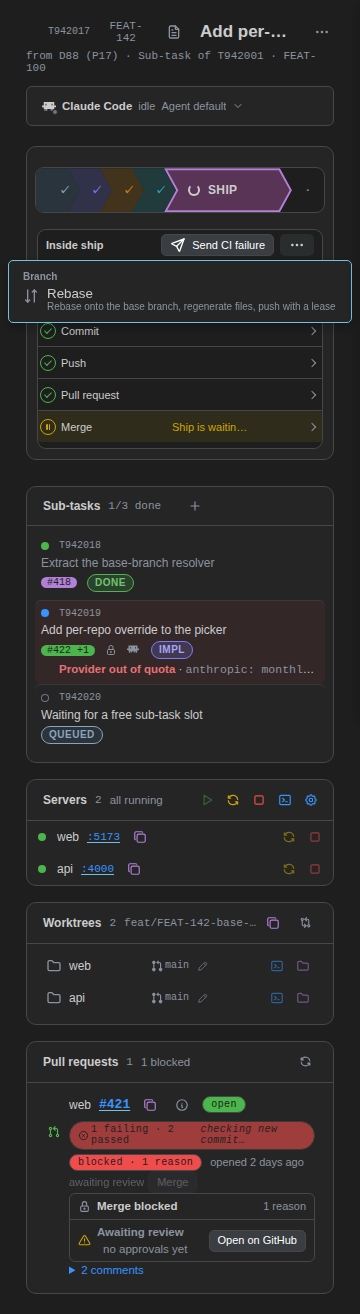 T942017 FEAT-142 Add per-… ···
from D88 (P17) · Sub-task of T942001 · FEAT-
100
Claude Code idle Agent default
SHIP ·
Inside ship Send CI failure ···
Branch
Rebase
Rebase onto the base branch, regenerate files, push with a lease
Commit
Push
Pull request
Merge Ship is waitin…
Sub-tasks 1/3 done +
T942018
Extract the base-branch resolver
#418 DONE
T942019
Add per-repo override to the picker
#422 +1 IMPL
Provider out of quota · anthropic: monthl…
T942020
Waiting for a free sub-task slot
QUEUED
Servers 2 all running
web :5173
api :4000
Worktrees 2 feat/FEAT-142-base-…
web main
api main
Pull requests 1 1 blocked
web #421 open
1 failing · 2 passed checking new commit…
blocked · 1 reason opened 2 days ago
awaiting review Merge
Merge blocked 1 reason
Awaiting review
no approvals yet
Open on GitHub
2 comments